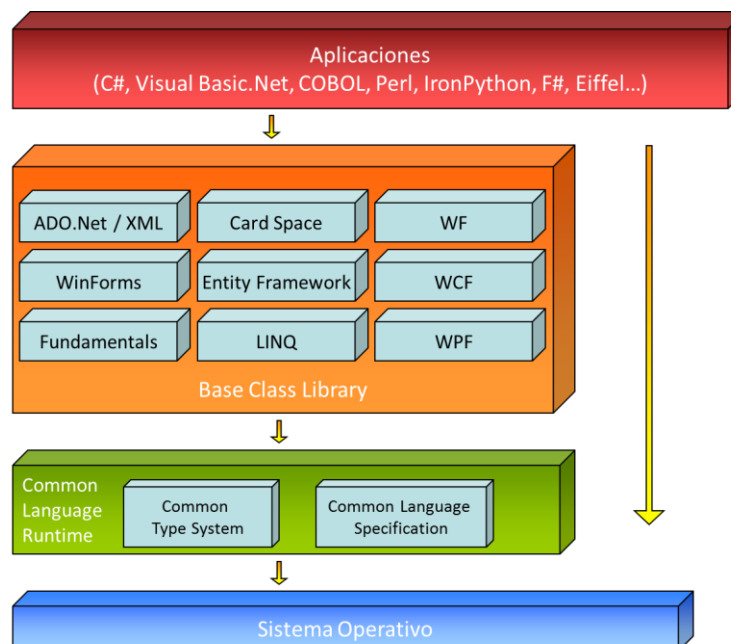 Aplicaciones
(C#, Visual Basic.Net, COBOL, Perl, IronPython, F#, Eiffel...)
ADO.Net / XML
Card Space
WF
WinForms
Entity Framework
WCF
Fundamentals
LINQ
WPF
Base Class Library
Common
Language
Runtime
Common
Type System
Common Language
Specification
Sistema Operativo